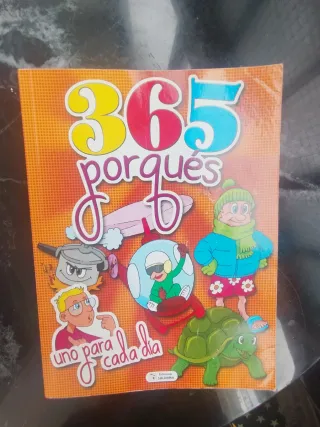 365
porqués
uno para
cada día